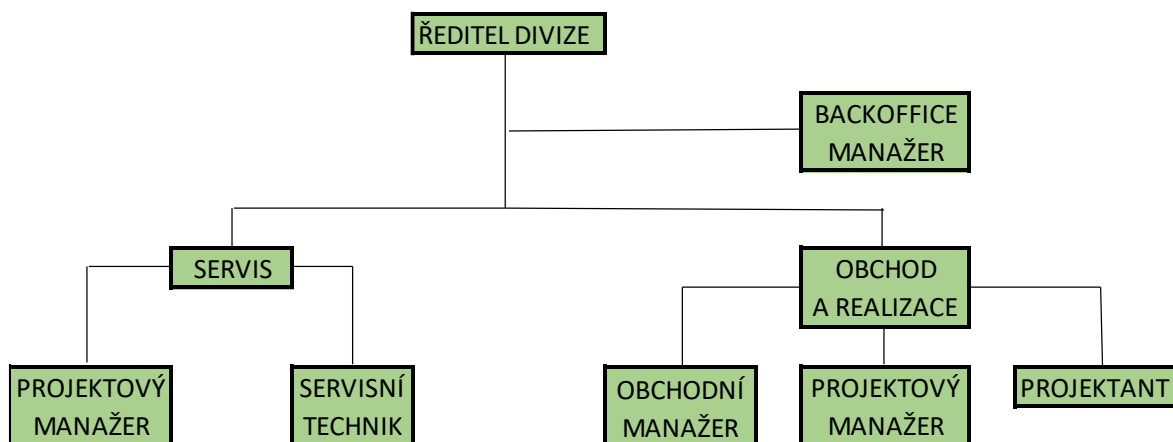 ŘEDITEL DIVIZE
BACKOFFICE
MANAŽER
SERVIS
OBCHOD
A REALIZACE
PROJEKTOVÝ
MANAŽER
SERVISNÍ
TECHNIK
OBCHODNÍ
MANAŽER
PROJEKTOVÝ
MANAŽER
PROJEKTANT